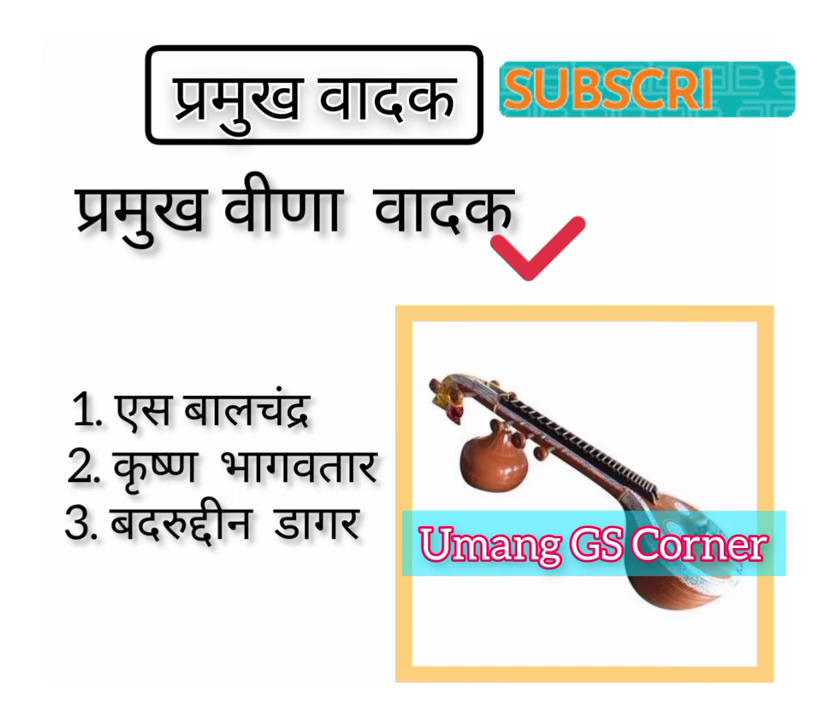 प्रमुख वादक
SUBSCRI
प्रमुख वीणा वादक
1. एस बालचंद्र
2. कृष्ण भागवतार
3. बदरुद्दीन डागर
Umang GS Corner